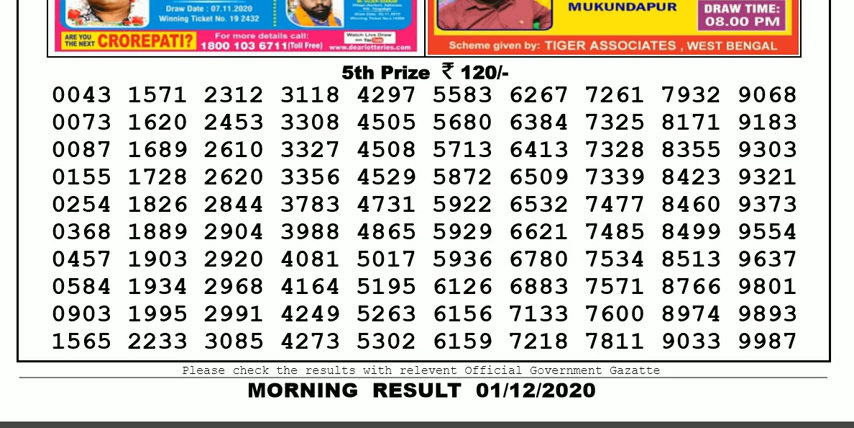 Draw Date : 07.11.2020
Winning Ticket No. 19 2432
MUKUNDAPUR
DRAW TIME:
08.00 PM
ARE YOU
THE NEXT CROREPATI?
For more details call:
1800 103 6711(Toll Free)
Watch Live Draw
on YouTube
www.dearlotteries.com
Scheme given by: TIGER ASSOCIATES , WEST BENGAL
5th Prize ₹ 120/-
0043 1571 2312 3118 4297 5583 6267 7261 7932 9068
0073 1620 2453 3308 4505 5680 6384 7325 8171 9183
0087 1689 2610 3327 4508 5713 6413 7328 8355 9303
0155 1728 2620 3356 4529 5872 6509 7339 8423 9321
0254 1826 2844 3783 4731 5922 6532 7477 8460 9373
0368 1889 2904 3988 4865 5929 6621 7485 8499 9554
0457 1903 2920 4081 5017 5936 6780 7534 8513 9637
0584 1934 2968 4164 5195 6126 6883 7571 8766 9801
0903 1995 2991 4249 5263 6156 7133 7600 8974 9893
1565 2233 3085 4273 5302 6159 7218 7811 9033 9987
Please check the results with relevent Official Government Gazatte
MORNING RESULT 01/12/2020